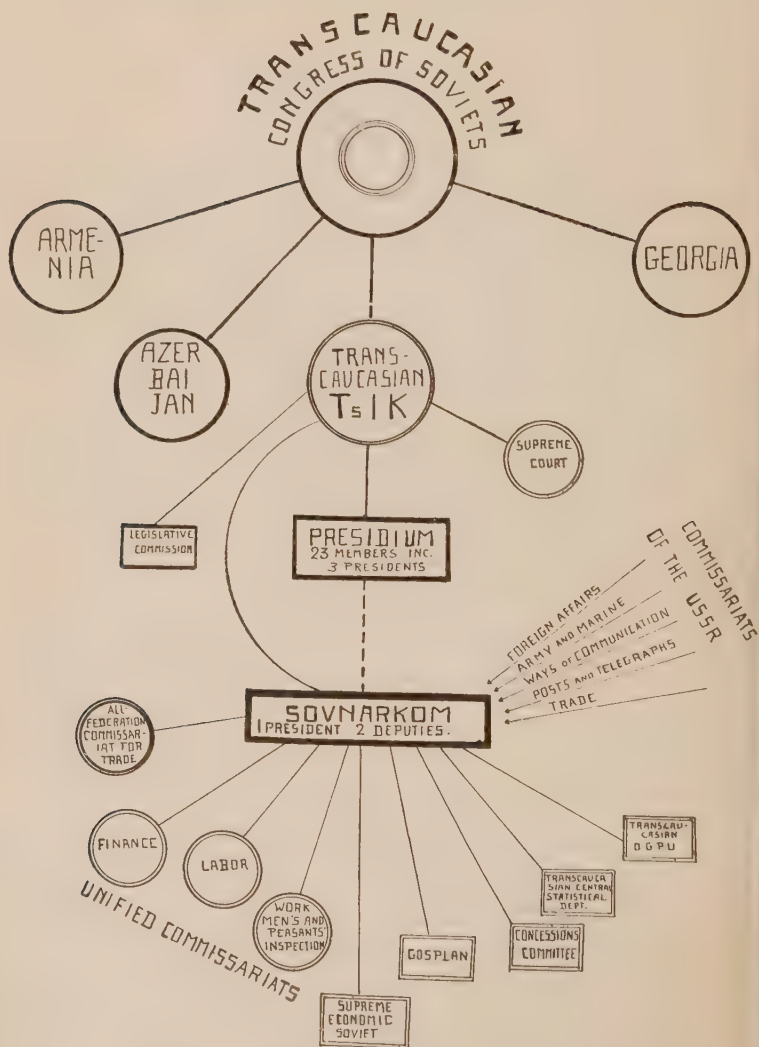 TRANSCAUCASIAN
CONGRESS OF SOVIETS
ARME-
NIA
GEORGIA
AZER
BAI
JAN
TRANS-
CAUCASIAN
TsIK
SUPREME
COURT
LEGISLATIVE
COMMISSION
PRESIDIUM
23 MEMBERS INC.
3 PRESIDENTS
COMMISSARIATS
OF THE USSR
FOREIGN AFFAIRS
ARMY AND MARINE
WAYS OF COMMUNICATION
POSTS AND TELEGRAPHS
TRADE
SOVNARKOM
1 PRESIDENT 2 DEPUTIES.
ALL-
FEDERATION
COMMISSAR-
IAT FOR
TRADE
FINANCE
LABOR
WORK
MEN'S AND
PEASANTS'
INSPECTION
UNIFIED COMMISSARIATS
SUPREME
ECONOMIC
SOVIET
GOSPLAN
CONCESSIONS
COMMITTEE
TRANSCAUCA
SIAN CENTRAL
STATISTICAL
DEPT.
TRANSCAU-
CASIAN
OGPU